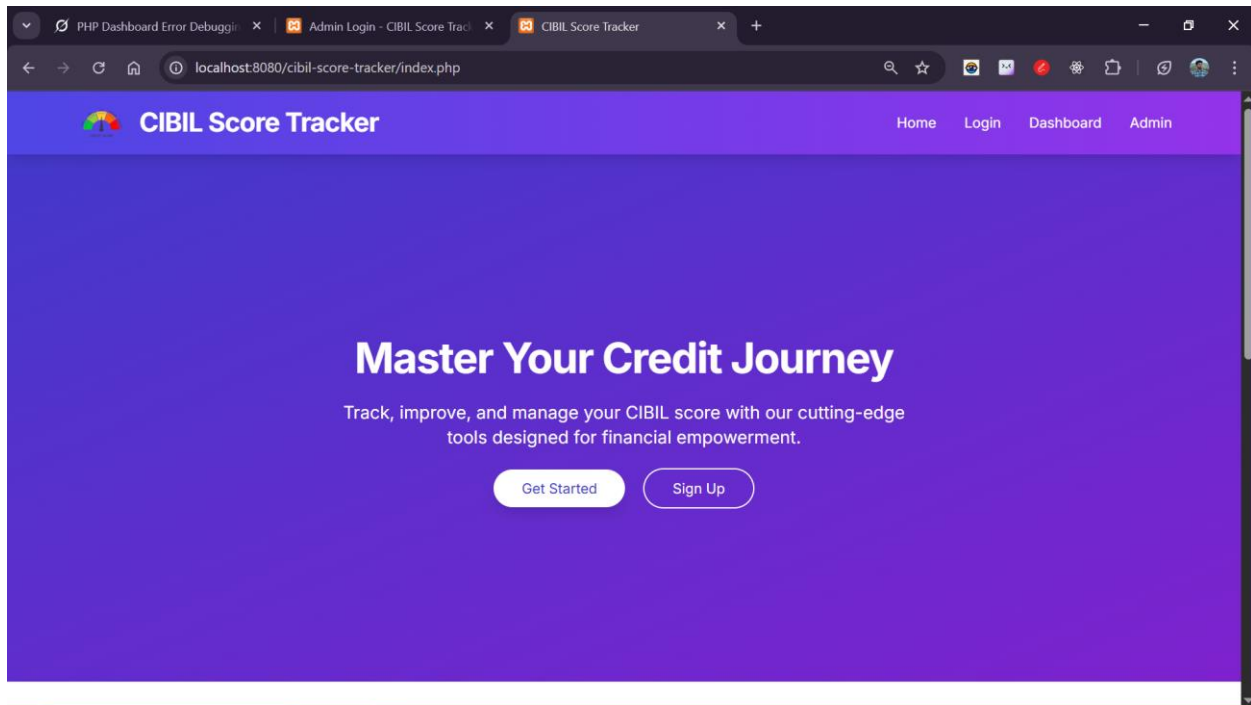 PHP Dashboard Error Debuggin
Admin Login - CIBIL Score Trac
CIBIL Score Tracker
localhost:8080/cibil-score-tracker/index.php
CIBIL Score Tracker
Home Login Dashboard Admin
Master Your Credit Journey
Track, improve, and manage your CIBIL score with our cutting-edge
tools designed for financial empowerment.
Get Started Sign Up